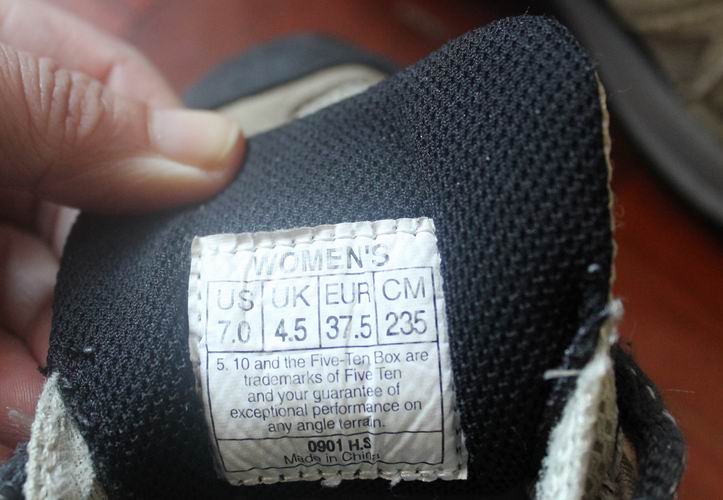 WOMEN'S
US UK EUR CM
7.0 4.5 37.5 235
5. 10 and the Five-Ten Box are
trademarks of Five Ten
and your guarantee of
exceptional performance on
any angle terrain.
0901 H.S
Made in China